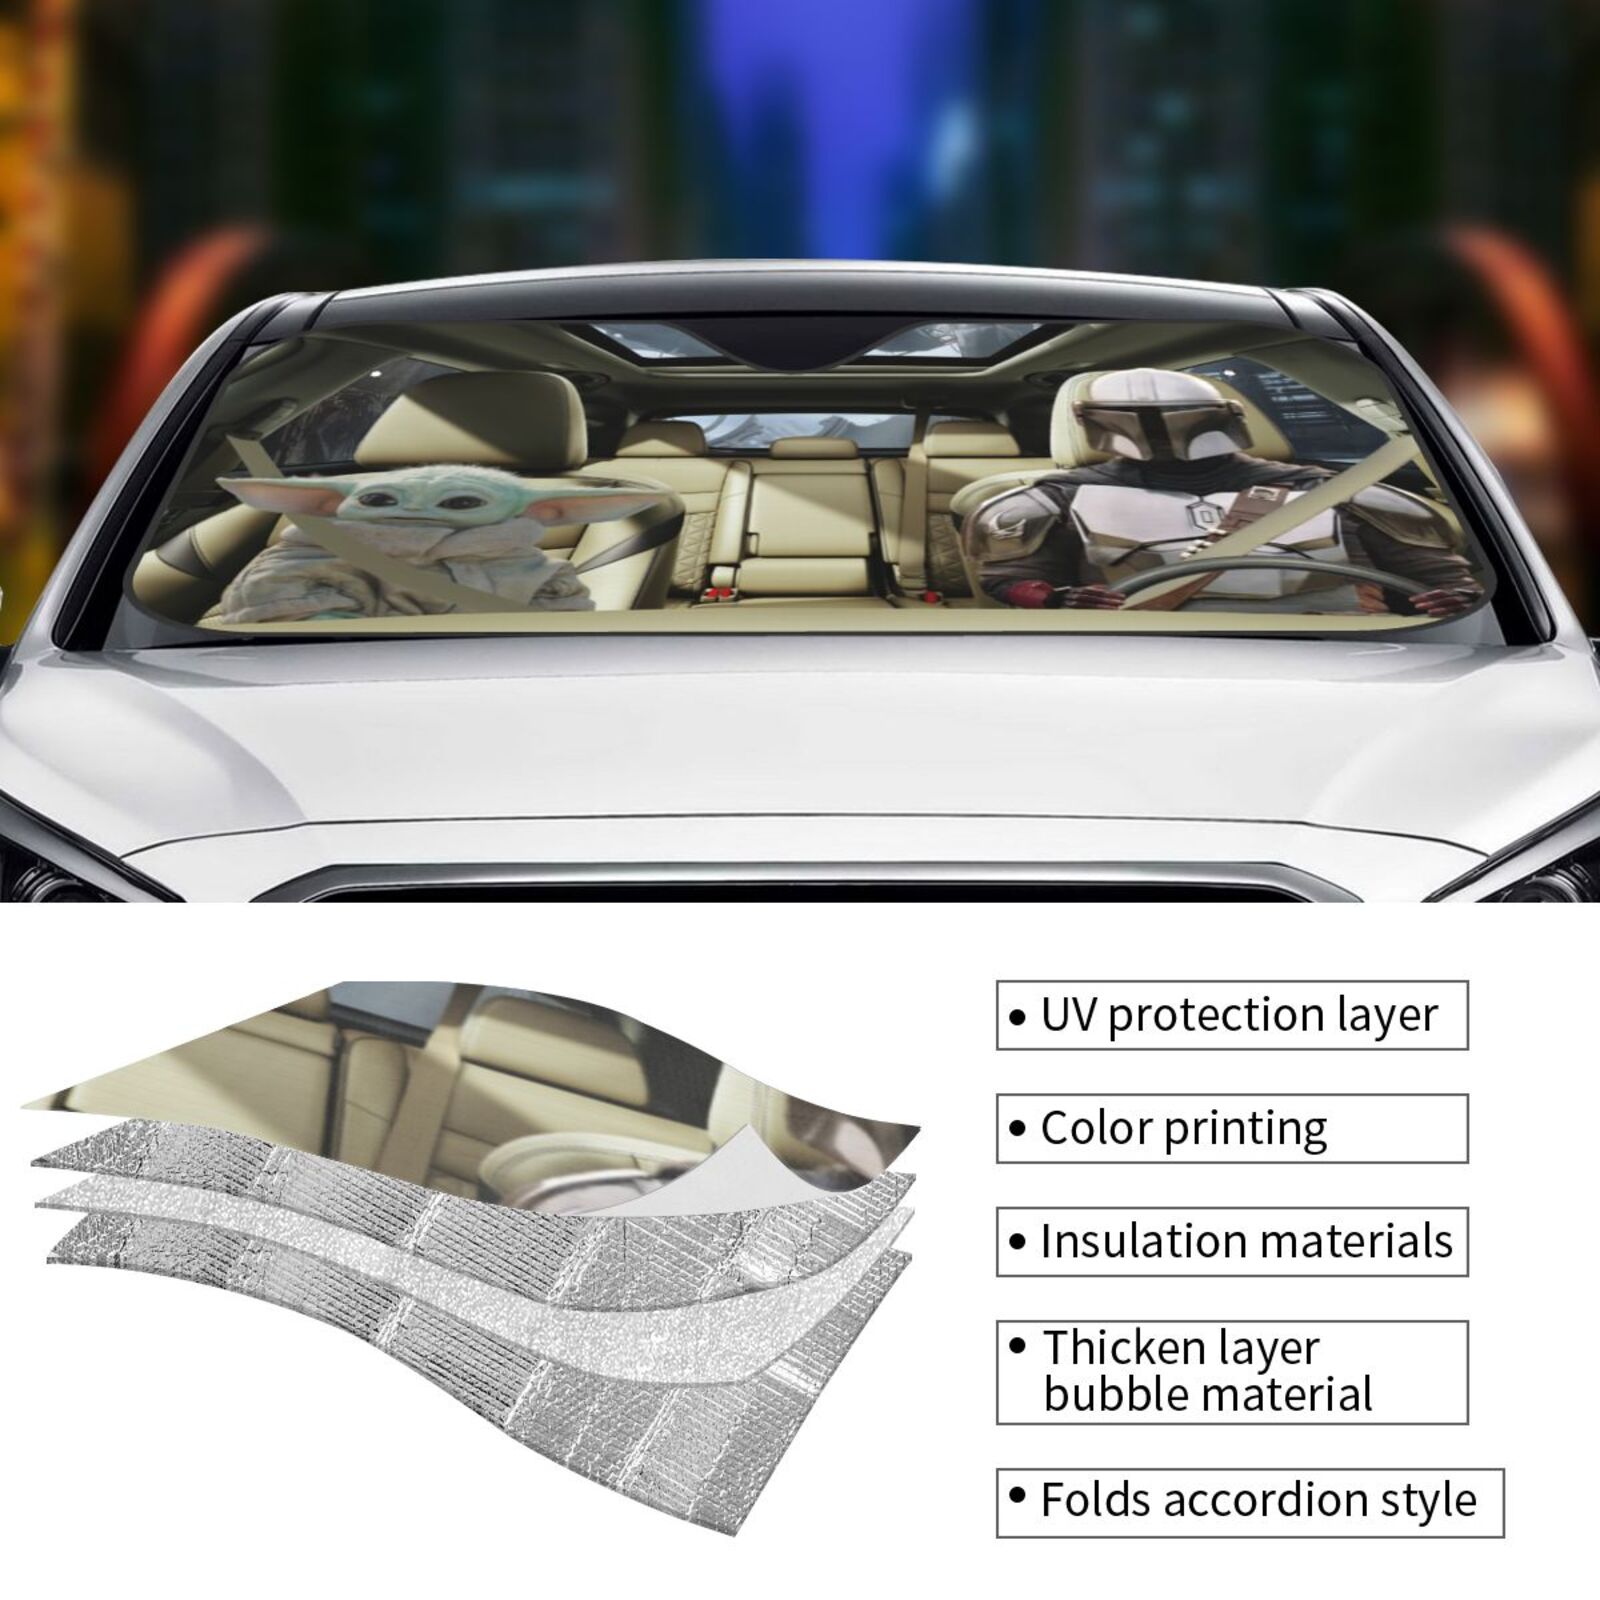 • UV protection layer
• Color printing
• Insulation materials
• Thicken layer
bubble material
• Folds accordion style